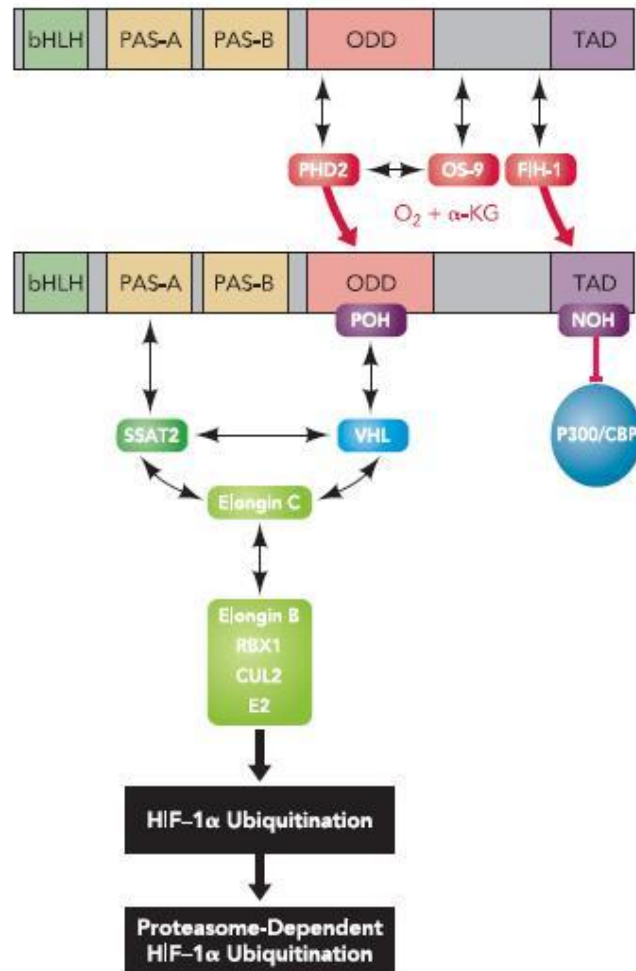 bHLH PAS-A PAS-B ODD TAD
PHD2 OS-9 FIH-1
O₂ + α-KG
bHLH PAS-A PAS-B ODD TAD
POH NOH
SSAT2 VHL P300/CBP
Elongin C
Elongin B
RBX1
CUL2
E2
HIF–1α Ubiquitination
Proteasome-Dependent
HIF–1α Ubiquitination